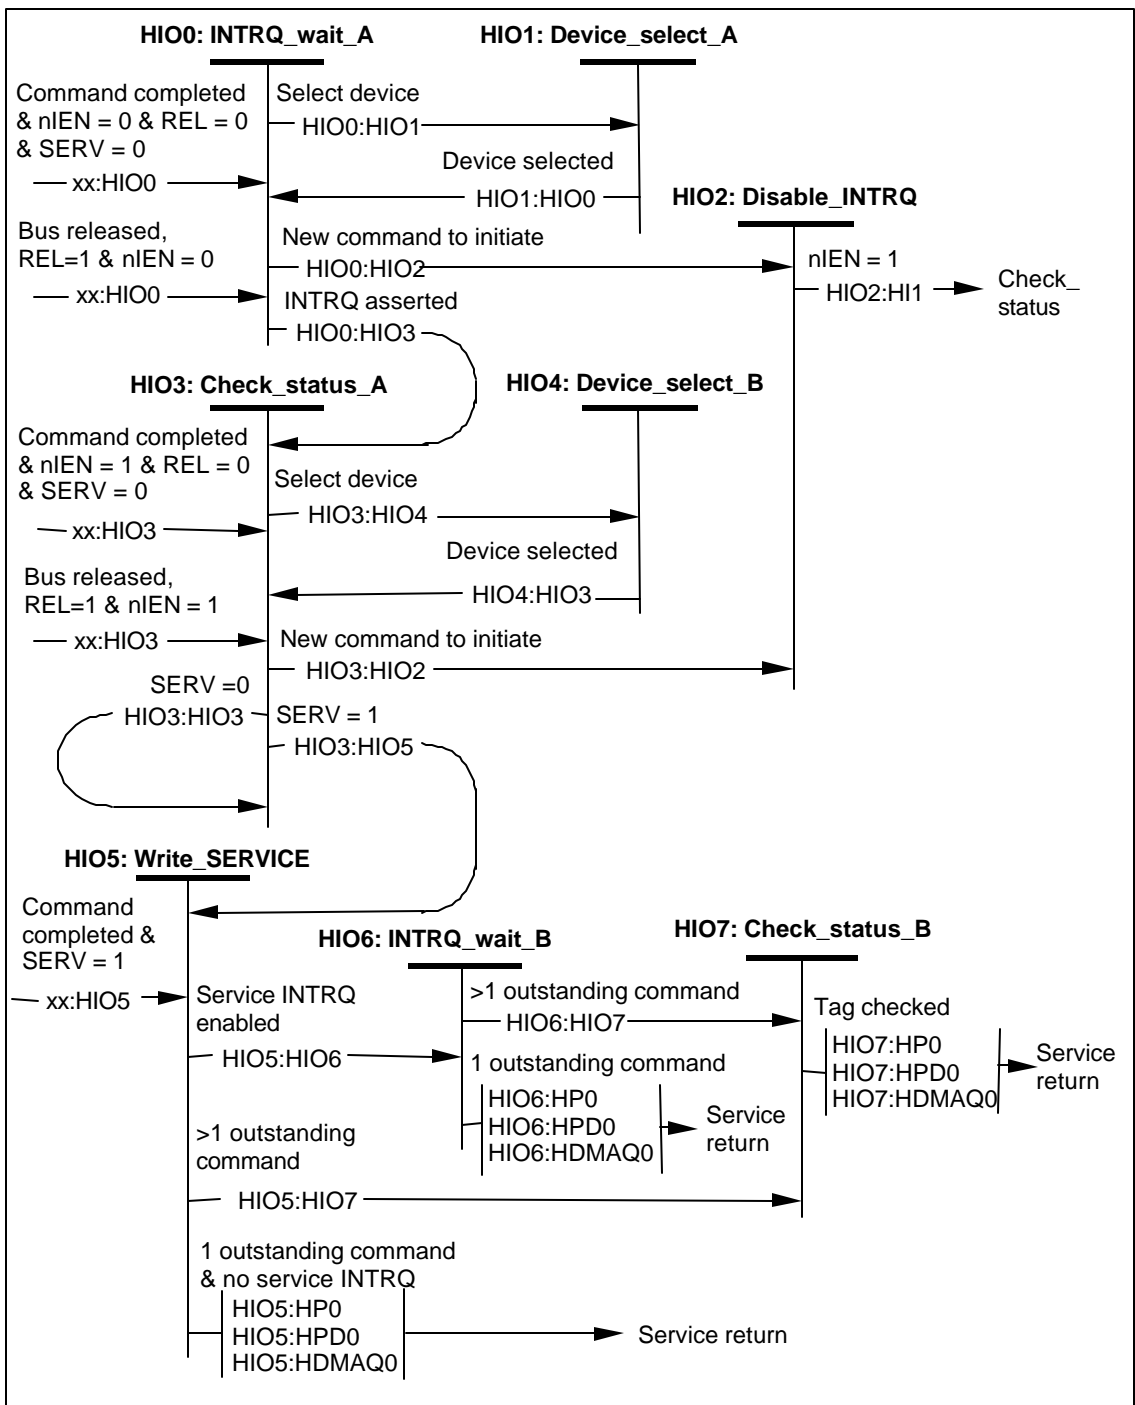 HIO0: INTRQ_wait_A
HIO1: Device_select_A
Command completed
& nIEN = 0 & REL = 0
& SERV = 0
xx:HIO0
Select device
HIO0:HIO1
Device selected
HIO1:HIO0
HIO2: Disable_INTRQ
Bus released,
REL=1 & nIEN = 0
xx:HIO0
New command to initiate
HIO0:HIO2
nIEN = 1
HIO2:HI1
Check_
status
INTRQ asserted
HIO0:HIO3
HIO3: Check_status_A
HIO4: Device_select_B
Command completed
& nIEN = 1 & REL = 0
& SERV = 0
xx:HIO3
Select device
HIO3:HIO4
Device selected
HIO4:HIO3
Bus released,
REL=1 & nIEN = 1
xx:HIO3
New command to initiate
HIO3:HIO2
SERV =0
HIO3:HIO3
SERV = 1
HIO3:HIO5
HIO5: Write_SERVICE
Command
completed &
SERV = 1
xx:HIO5
HIO6: INTRQ_wait_B
HIO7: Check_status_B
Service INTRQ
enabled
HIO5:HIO6
>1 outstanding command
HIO6:HIO7
1 outstanding command
HIO6:HP0
HIO6:HPD0
HIO6:HDMAQ0
Service
return
Tag checked
HIO7:HP0
HIO7:HPD0
HIO7:HDMAQ0
Service
return
>1 outstanding
command
HIO5:HIO7
1 outstanding command
& no service INTRQ
HIO5:HP0
HIO5:HPD0
HIO5:HDMAQ0
Service return